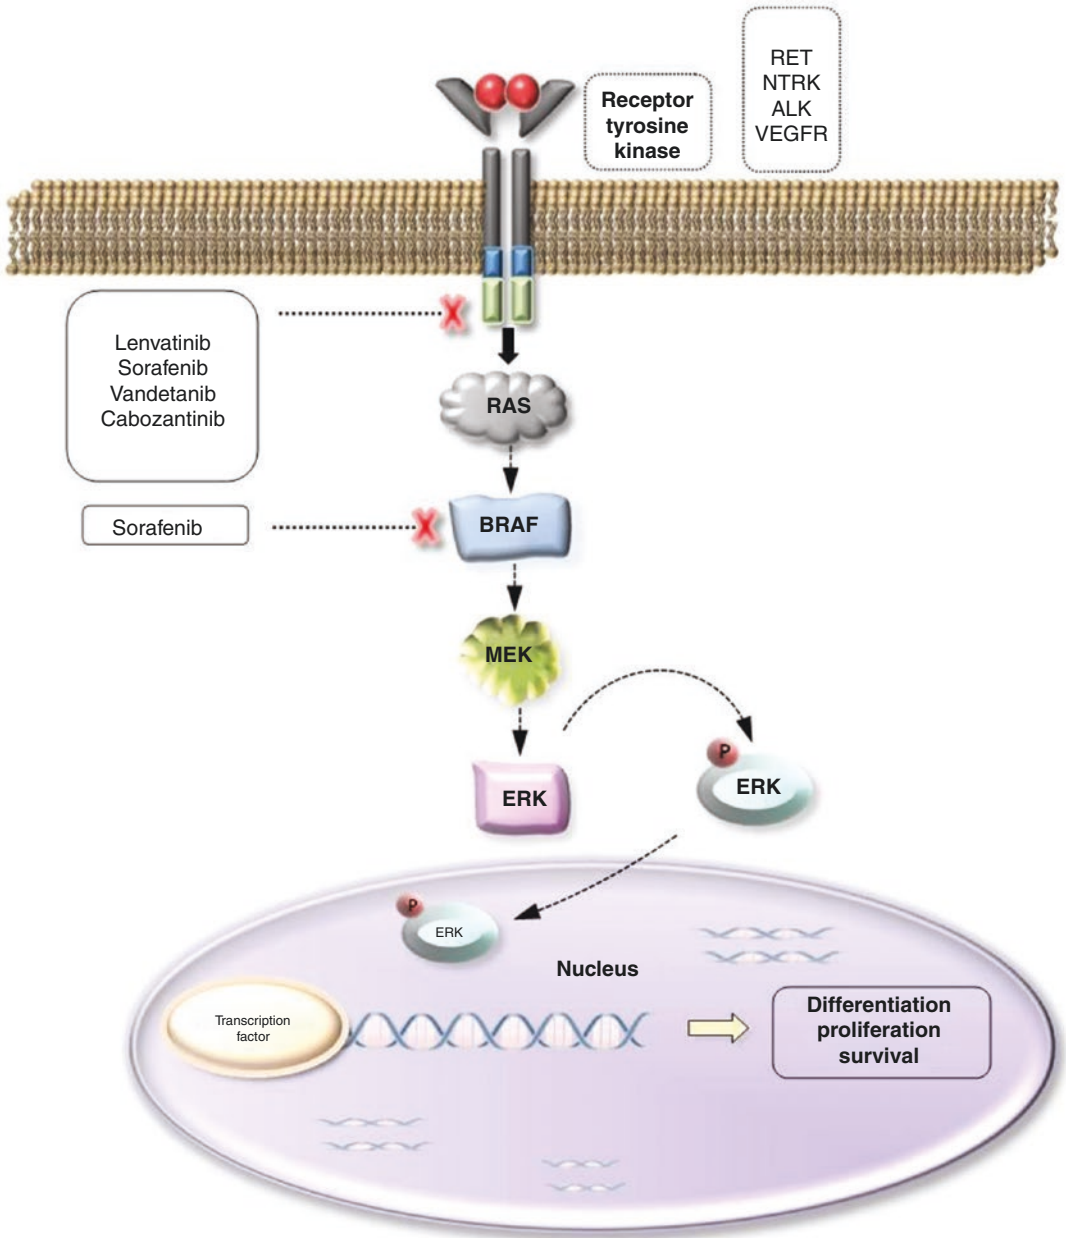 RET
NTRK
ALK
VEGFR
Receptor
tyrosine
kinase
Lenvatinib
Sorafenib
Vandetanib
Cabozantinib
X
RAS
Sorafenib
X
BRAF
MEK
ERK
P
ERK
P
ERK
Nucleus
Transcription
factor
Differentiation
proliferation
survival